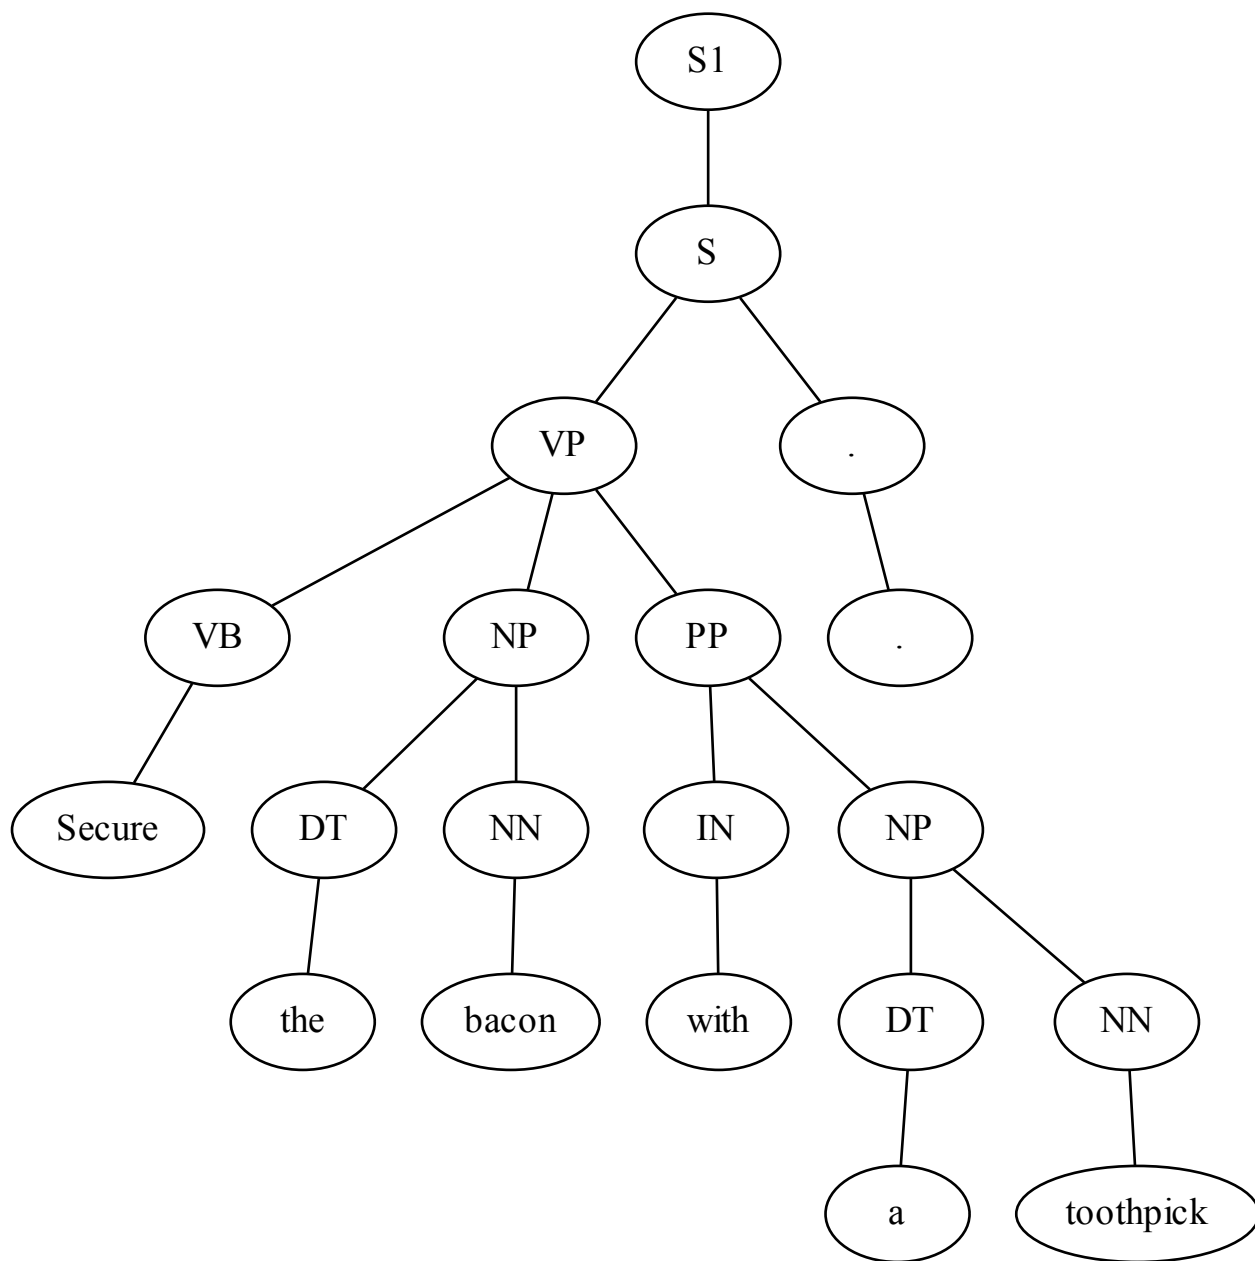 S1
S
VP .
VB NP PP .
Secure DT NN IN NP
the bacon with DT NN
a toothpick